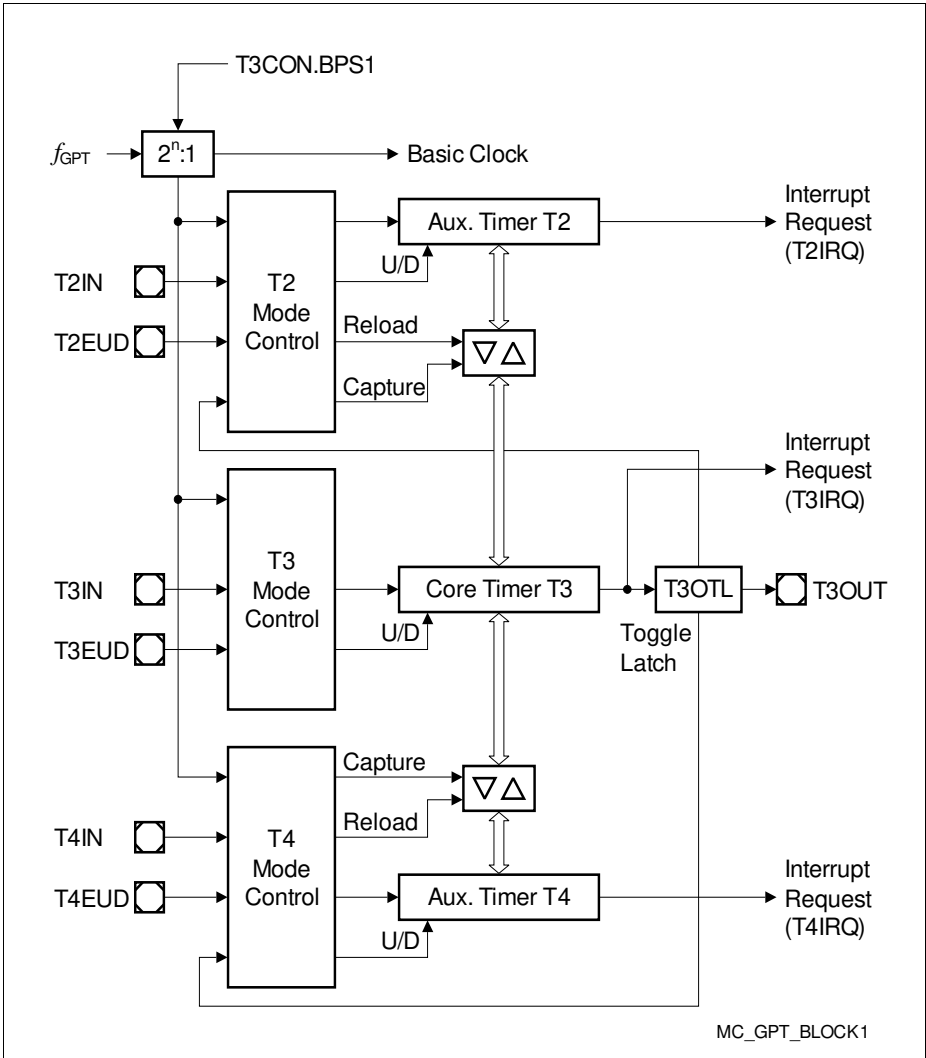 T3CON.BPS1
fGPT
2n:1
Basic Clock
Interrupt
Request
(T2IRQ)
Aux. Timer T2
U/D
T2IN
T2
Mode
Control
T2EUD
Reload
Capture
Interrupt
Request
(T3IRQ)
T3
Mode
Control
T3IN
Core Timer T3
T3OTL
T3OUT
U/D
Toggle
Latch
T3EUD
Capture
T4IN
Reload
T4
Mode
Control
T4EUD
Aux. Timer T4
U/D
Interrupt
Request
(T4IRQ)
MC_GPT_BLOCK1